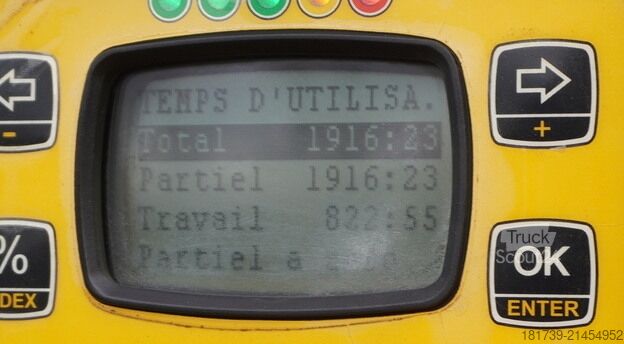 TEMPS D'UTILISA.
Total 1916:23
Partiel 1916:23
Travail 822:55
Partiel a
-
+
%
DEX
OK
ENTER
Truck
Scout
181739-21454952